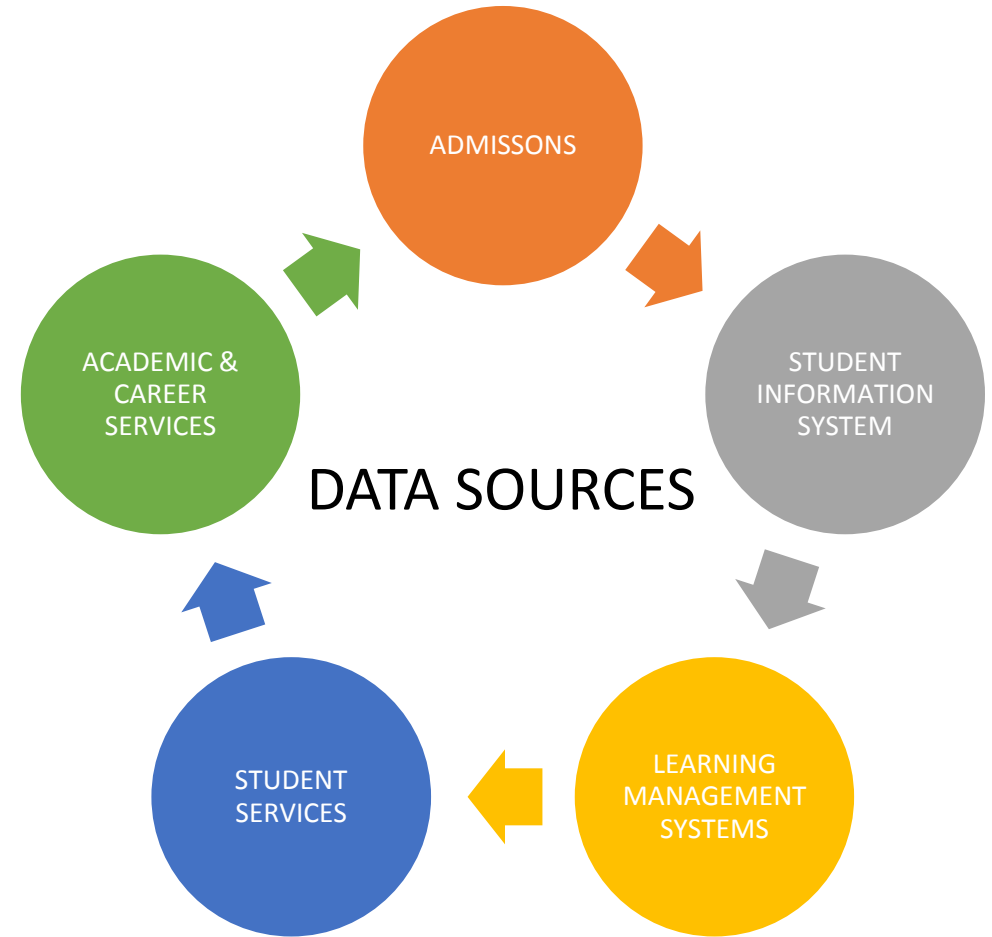 ADMISSONS
STUDENT
INFORMATION
SYSTEM
LEARNING
MANAGEMENT
SYSTEMS
STUDENT
SERVICES
ACADEMIC &
CAREER
SERVICES
DATA SOURCES